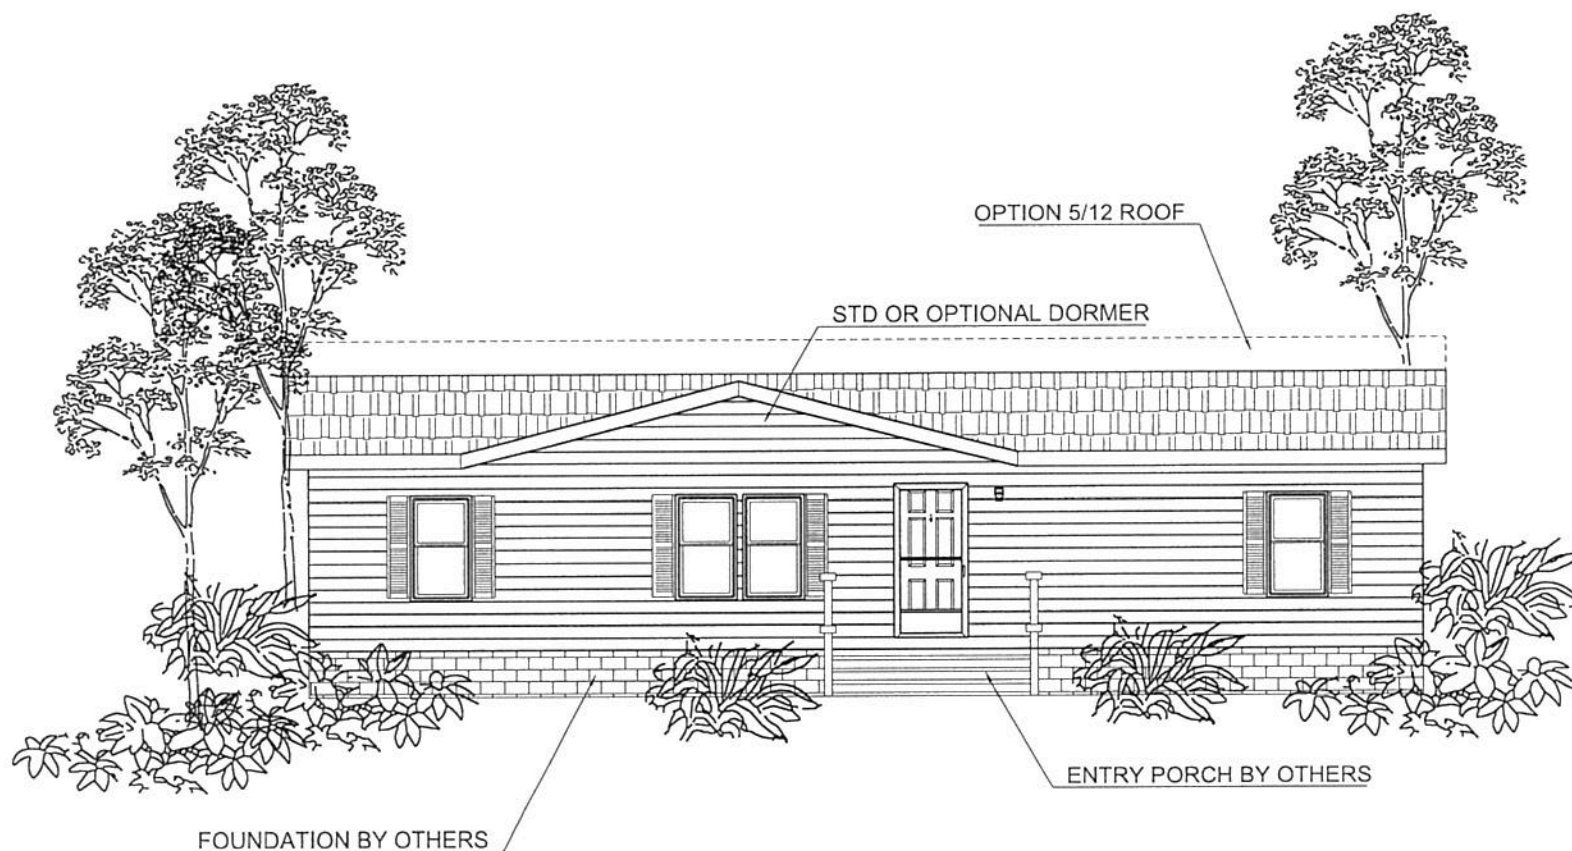 OPTION 5/12 ROOF
STD OR OPTIONAL DORMER
ENTRY PORCH BY OTHERS
FOUNDATION BY OTHERS